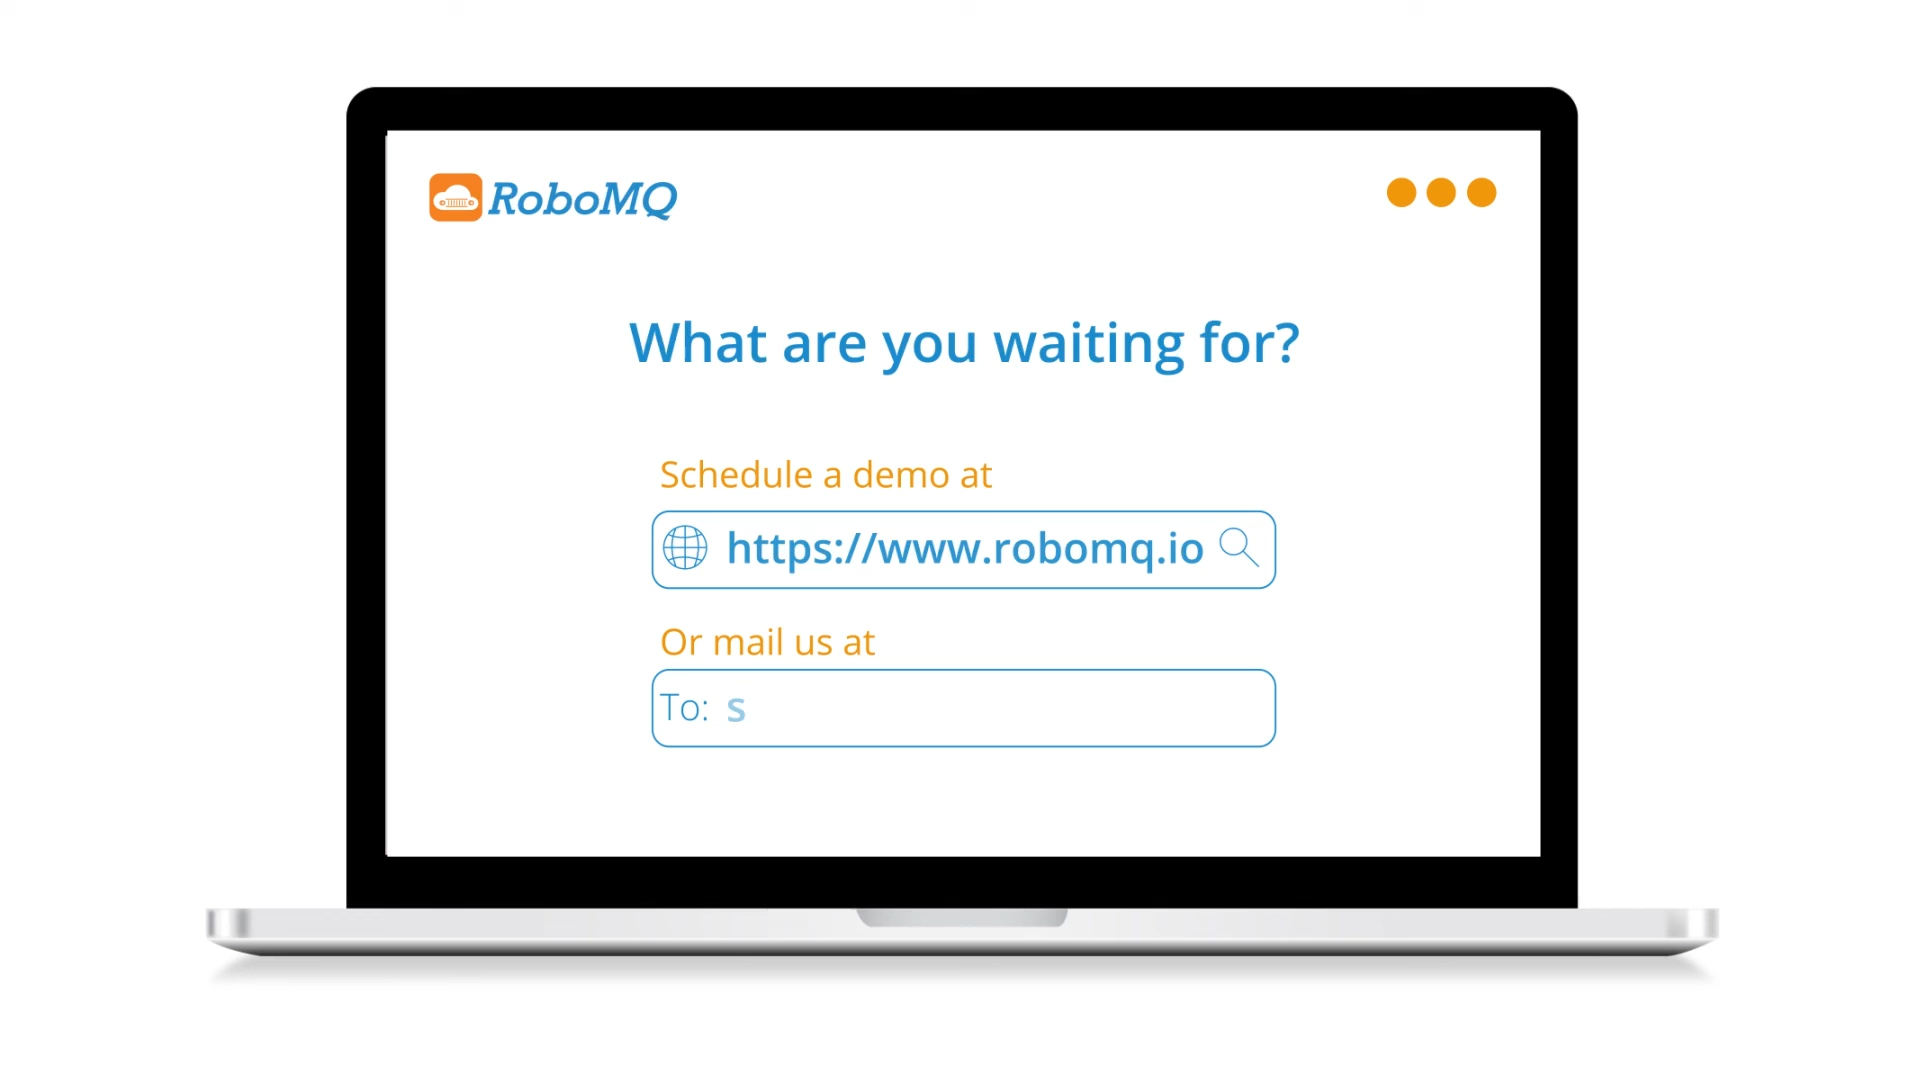 RoboMQ
What are you waiting for?
Schedule a demo at
https://www.robomq.io
Or mail us at
To: s